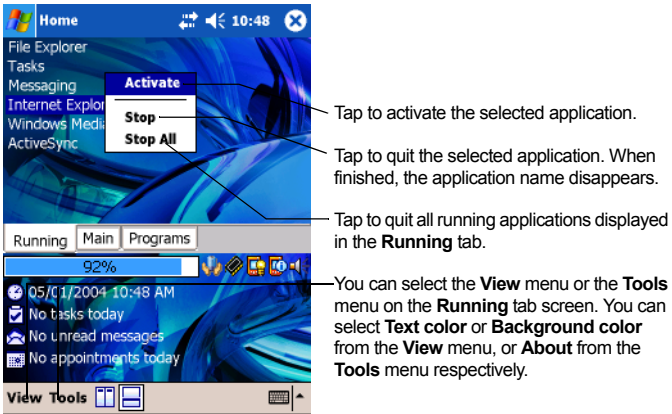 Home 10:48
File Explorer
Tasks
Messaging
Internet Explor
Windows Media
ActiveSync
Activate
Stop
Stop All
Running Main Programs
92%
05/01/2004 10:48 AM
No tasks today
No unread messages
No appointments today
View Tools
Tap to activate the selected application.
Tap to quit the selected application. When
finished, the application name disappears.
Tap to quit all running applications displayed
in the Running tab.
You can select the View menu or the Tools
menu on the Running tab screen. You can
select Text color or Background color
from the View menu, or About from the
Tools menu respectively.